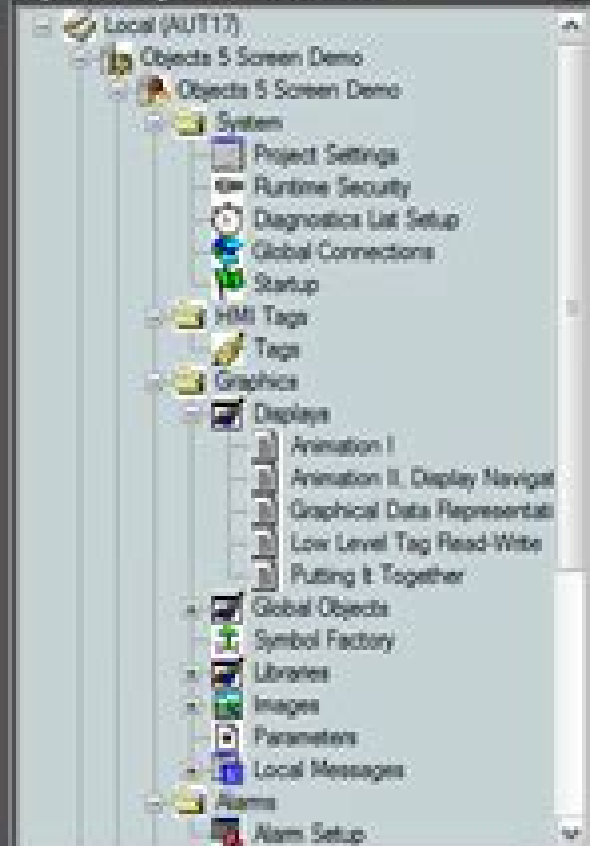 Local (AUT17)
Objects 5 Screen Demo
Objects 5 Screen Demo
System
Project Settings
Runtime Security
Diagnostics List Setup
Global Connections
Startup
HMI Tags
Tags
Graphics
Displays
Animation I
Animation II, Display Navigat
Graphical Data Representati
Low Level Tag Read-Write
Putting It Together
Global Objects
Symbol Factory
Libraries
Images
Parameters
Local Messages
Alarms
Alarm Setup